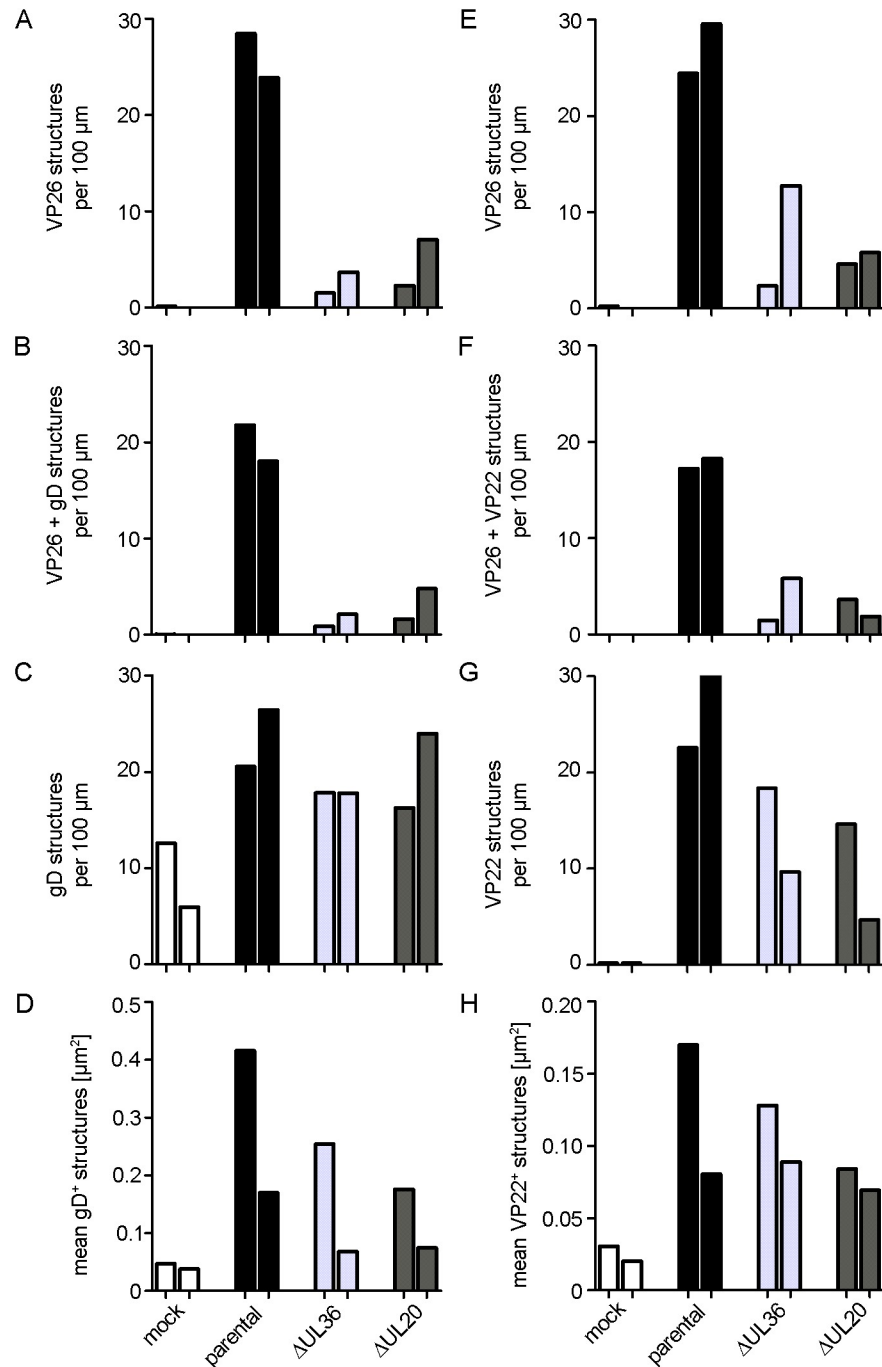 A
VP26 structures
per 100 µm
30
20
10
0
E
VP26 structures
per 100 µm
30
20
10
0
B
VP26 + gD structures
per 100 µm
30
20
10
0
F
VP26 + VP22 structures
per 100 µm
30
20
10
0
C
gD structures
per 100 µm
30
20
10
0
G
VP22 structures
per 100 µm
30
20
10
0
D
mean gD⁺ structures [µm²]
0.5
0.4
0.3
0.2
0.1
0
mock
parental
ΔUL36
ΔUL20
H
mean VP22⁺ structures [µm²]
0.20
0.15
0.10
0.05
0
mock
parental
ΔUL36
ΔUL20